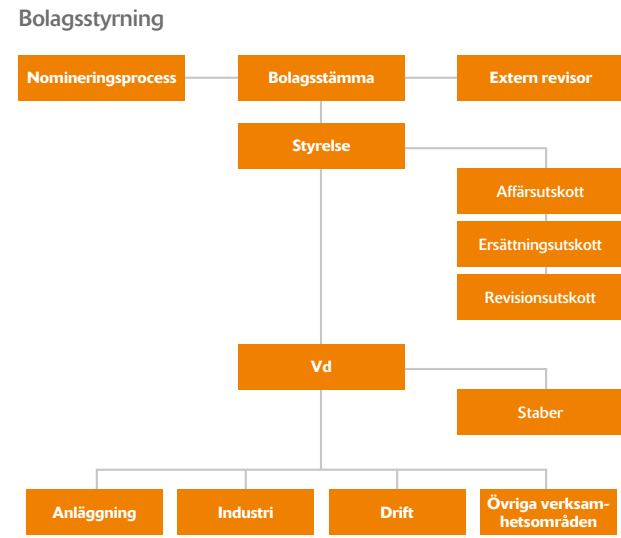 Bolagsstyrning
Nomineringsprocess
Bolagsstämma
Extern revisor
Styrelse
Affärsutskott
Ersättningsutskott
Revisionsutskott
Vd
Staber
Anläggning
Industri
Drift
Övriga verksam-
hetsområden